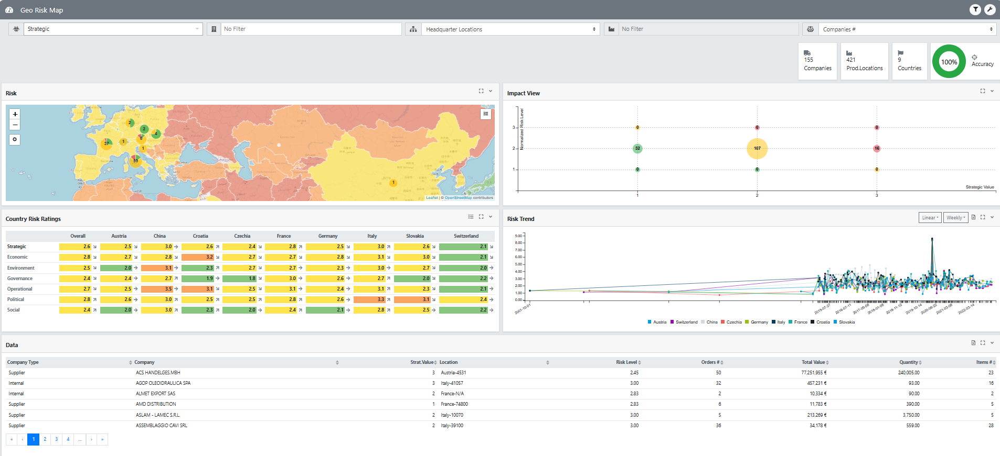 Geo Risk Map
Strategic
No Filter
Headquarter Locations
No Filter
Companies #
155
Companies
421
Prod.Locations
9
Countries
100%
Accuracy
Risk
+
−
2
2
4
8
37
1
1
99
1
Leaflet | © OpenStreetMap contributors
Impact View
Normalized Risk Level
3
0 0 0
2
32 107 16
1
0 0 0
Strategic Value
1 2 3
Country Risk Ratings
Overall Austria China Croatia Czechia France Germany Italy Slovakia Switzerland
Strategic 2.6 2.5 3.0 2.6 2.4 2.8 2.5 3.0 2.6 2.1
Economic 2.8 2.7 2.8 3.2 2.7 2.7 2.8 3.1 3.0 2.1
Environment 2.5 2.0 3.1 2.3 2.7 2.7 2.3 3.0 2.7 2.0
Governance 2.4 2.4 2.7 1.9 1.8 3.0 2.6 2.7 2.0 2.2
Operational 2.7 2.5 3.5 3.1 2.5 3.1 2.4 3.1 2.3 2.1
Political 2.8 2.6 3.0 2.5 2.5 2.8 2.6 3.3 3.1 2.4
Social 2.4 2.0 3.0 2.3 2.0 2.4 2.1 2.8 2.5 2.2
Risk Trend
Linear
Weekly
9.00
8.00
7.00
6.00
5.00
4.00
3.00
2.00
1.00
0.00
2001-10-01 2015-07-27 2016-07-11 2017-05-08 2018-01-08 2018-11-12 2019-10-14 2020-06-22 2021-03-08 2022-03-14
Austria Switzerland China Czechia Germany Italy France Croatia Slovakia
Data
Company Type Company Strat.Value Location Risk Level Orders # Total Value Quantity Items #
Supplier ACS HANDELGES.MBH 3 Austria-4531 2.45 50 77,251,955 € 240,005.00 23
Internal AGOP OLEOIDRAULICA SPA 3 Italy-41057 3.00 32 457,231 € 93.00 16
Internal ALMET EXPORT SAS 2 France-N/A 2.83 2 10,334 € 90.00 2
Supplier AMD DISTRIBUTION 1 France-74800 2.83 6 11,783 € 390.00 5
Supplier ASLAM - LAMEC S.R.L. 2 Italy-10070 3.00 5 213,269 € 3,750.00 5
Supplier ASSEMBLAGGIO CAVI SRL 2 Italy-39100 3.00 36 34,178 € 559.00 28
« ‹ 1 2 3 4 ... › »